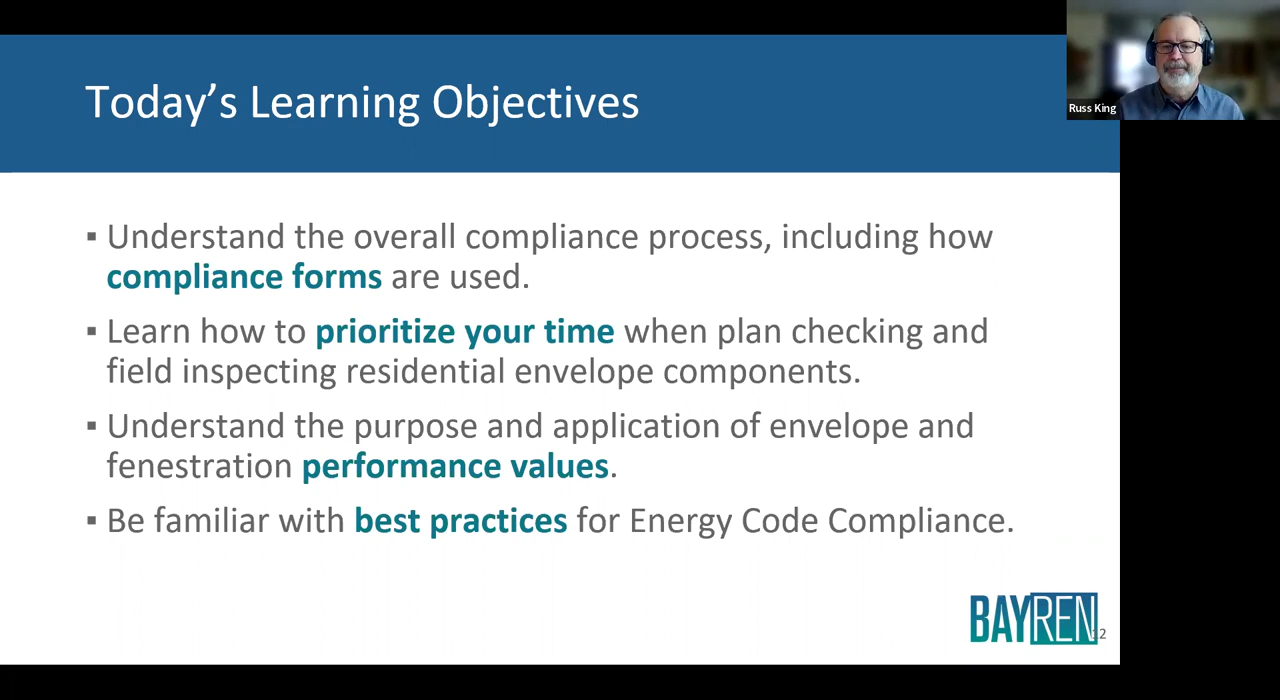 Today's Learning Objectives
Russ King
▪ Understand the overall compliance process, including how
compliance forms are used.
▪ Learn how to prioritize your time when plan checking and
field inspecting residential envelope components.
▪ Understand the purpose and application of envelope and
fenestration performance values.
▪ Be familiar with best practices for Energy Code Compliance.
BAYREN
12